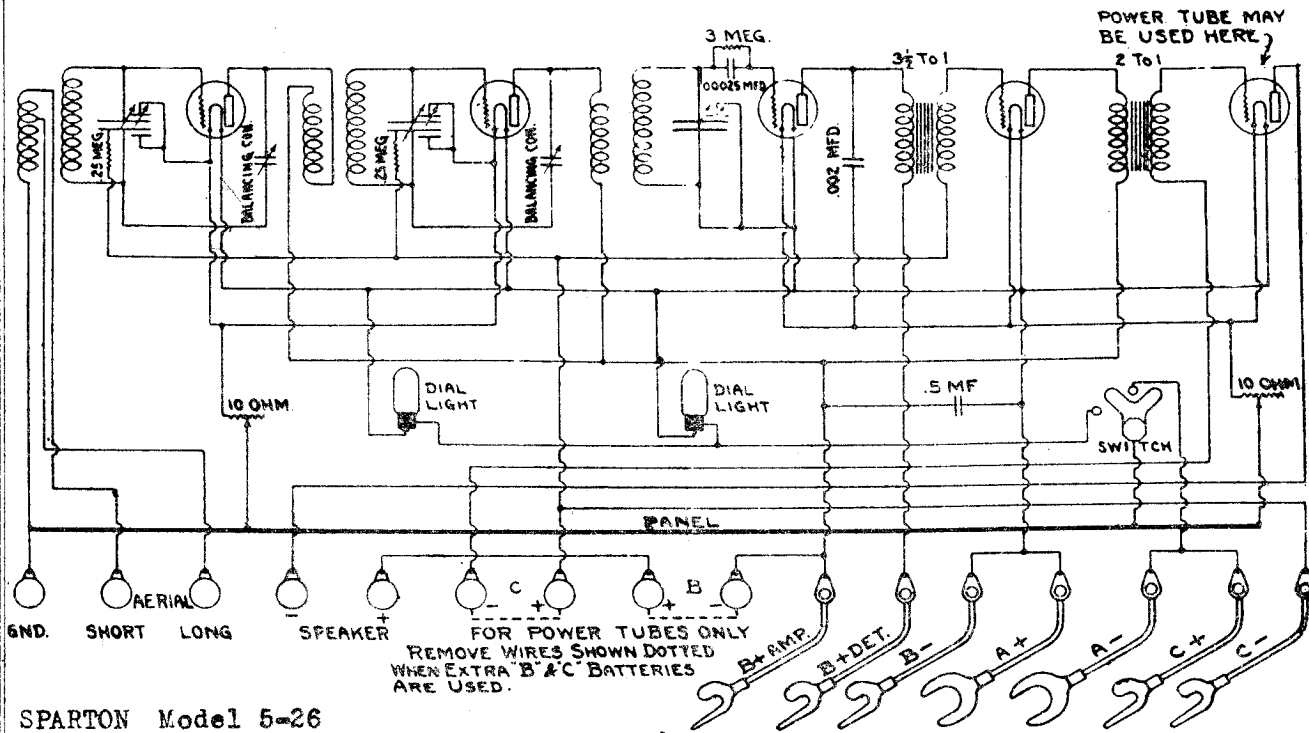 POWER TUBE MAY
BE USED HERE
3 MEG.
.00025 MFD.
3½ To 1
2 To 1
.25 MEG
BALANCING CON.
.25 MEG
BALANCING CON.
.002 MFD.
10 OHM
DIAL
LIGHT
DIAL
LIGHT
.5 MF
SWITCH
10 OHM
PANEL
GND.
SHORT
AERIAL
LONG
-
SPEAKER
+
- C +
+ B -
FOR POWER TUBES ONLY
REMOVE WIRES SHOWN DOTTED
WHEN EXTRA "B" & "C" BATTERIES
ARE USED.
B+ AMP.
B+ DET.
B-
A+
A-
C+
C-
SPARTON Model 5-26